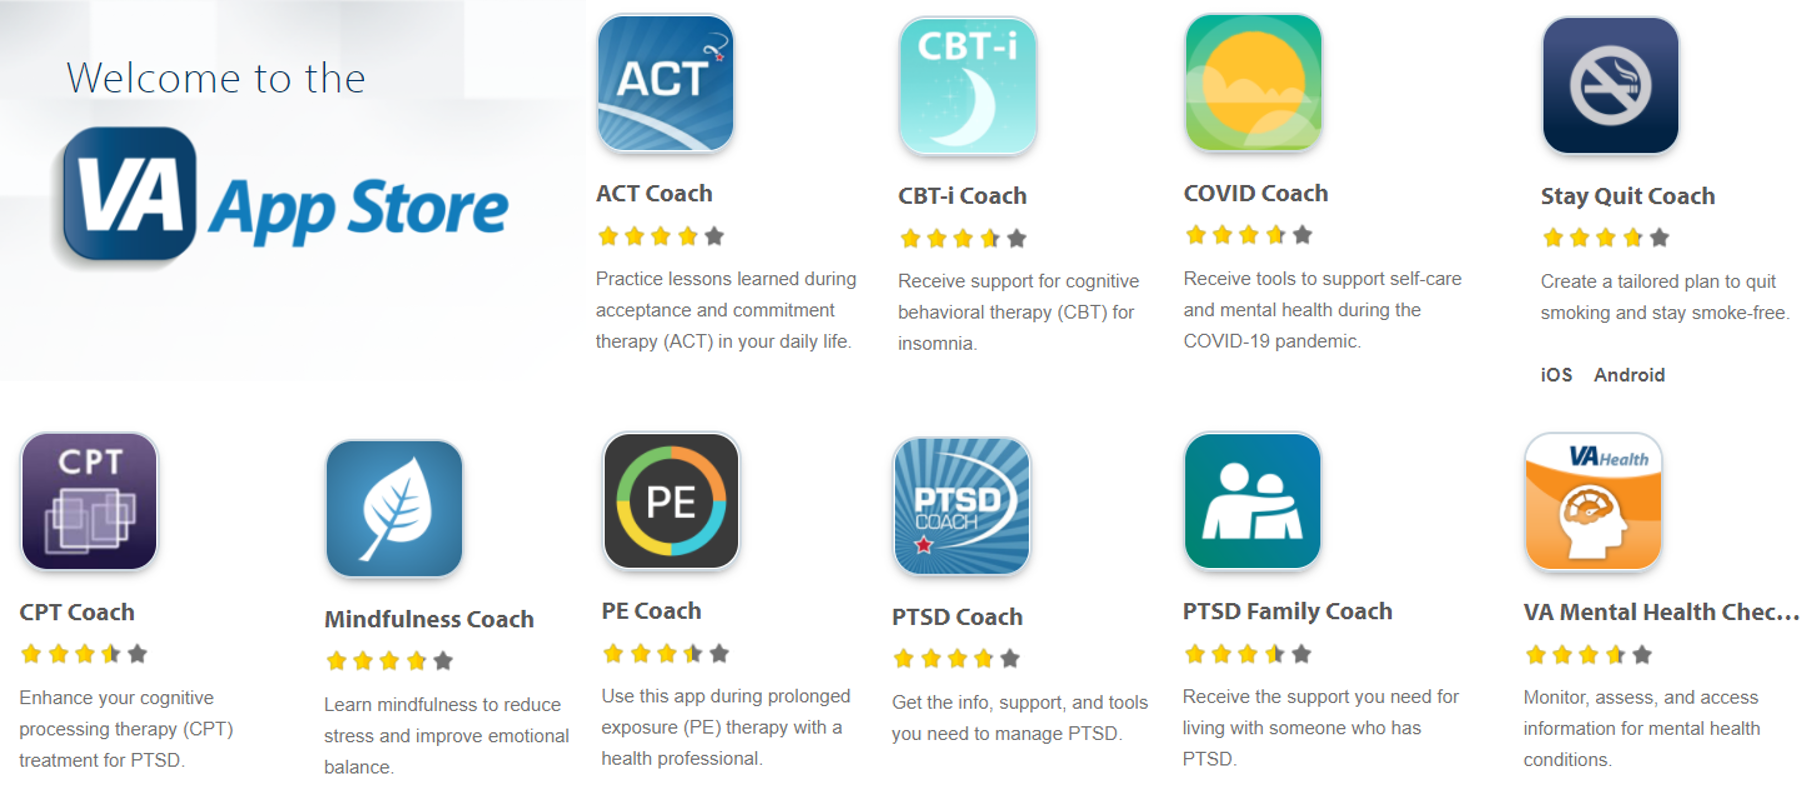 Welcome to the
VA App Store
ACT
ACT Coach
Practice lessons learned during
acceptance and commitment
therapy (ACT) in your daily life.
CBT-i
CBT-i Coach
Receive support for cognitive
behavioral therapy (CBT) for
insomnia.
COVID Coach
Receive tools to support self-care
and mental health during the
COVID-19 pandemic.
Stay Quit Coach
Create a tailored plan to quit
smoking and stay smoke-free.
iOS Android
CPT
CPT Coach
Enhance your cognitive
processing therapy (CPT)
treatment for PTSD.
Mindfulness Coach
Learn mindfulness to reduce
stress and improve emotional
balance.
PE
PE Coach
Use this app during prolonged
exposure (PE) therapy with a
health professional.
PTSD
COACH
PTSD Coach
Get the info, support, and tools
you need to manage PTSD.
PTSD Family Coach
Receive the support you need for
living with someone who has
PTSD.
VA Health
VA Mental Health Chec...
Monitor, assess, and access
information for mental health
conditions.